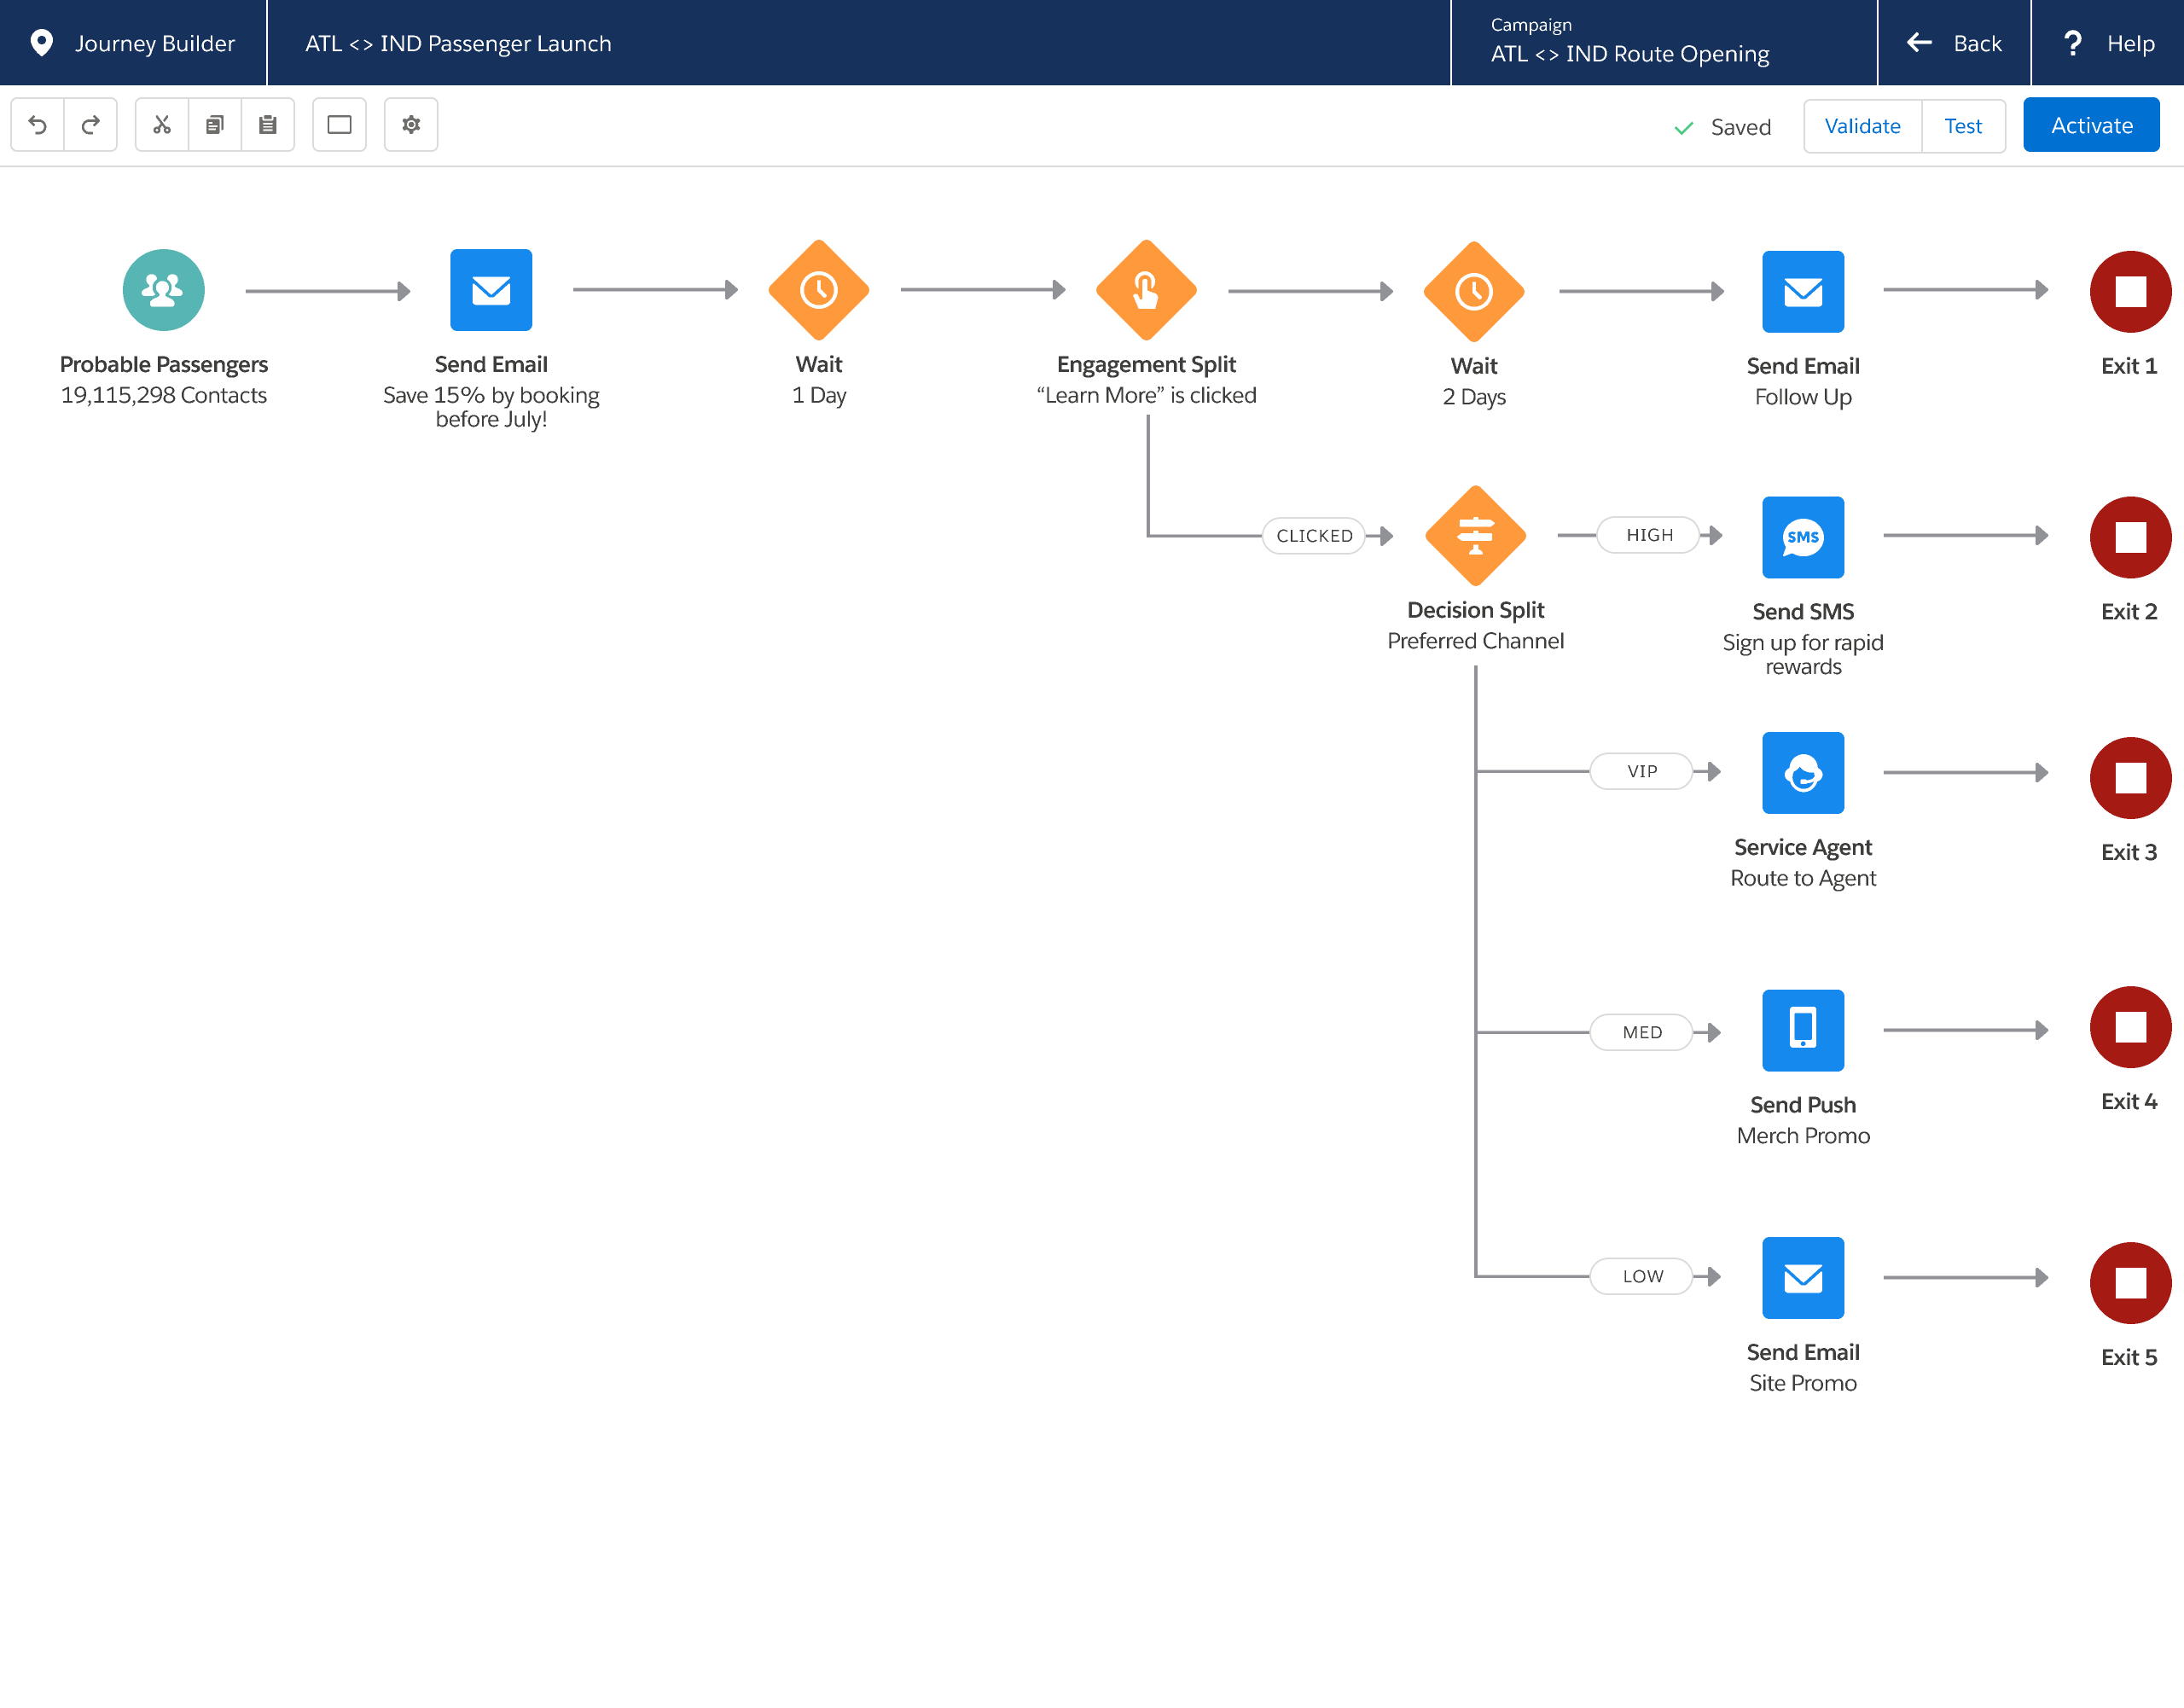 Journey Builder
ATL <> IND Passenger Launch
Campaign
ATL <> IND Route Opening
Back
Help
Saved
Validate
Test
Activate
Probable Passengers
19,115,298 Contacts
Send Email
Save 15% by booking
before July!
Wait
1 Day
Engagement Split
“Learn More” is clicked
Wait
2 Days
Send Email
Follow Up
Exit 1
CLICKED
Decision Split
Preferred Channel
HIGH
SMS
Send SMS
Sign up for rapid
rewards
Exit 2
VIP
Service Agent
Route to Agent
Exit 3
MED
Send Push
Merch Promo
Exit 4
LOW
Send Email
Site Promo
Exit 5